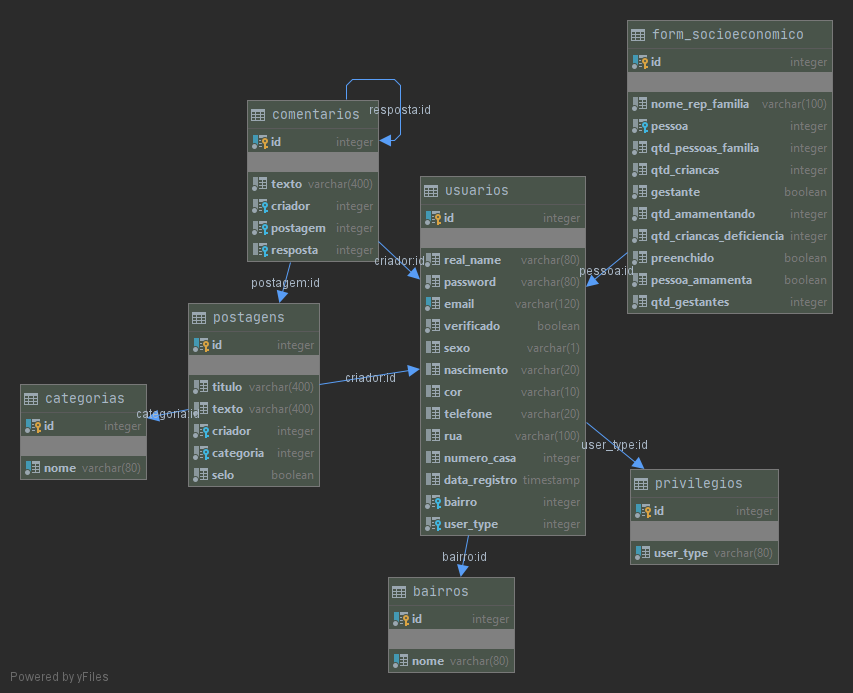 form_socioeconomico
id integer
nome_rep_familia varchar(100)
pessoa integer
qtd_pessoas_familia integer
qtd_criancas integer
gestante boolean
qtd_amamentando integer
qtd_criancas_deficiencia integer
preenchido boolean
pessoa_amamenta boolean
qtd_gestantes integer
resposta:id
comentarios
id integer
texto varchar(400)
criador integer
postagem integer
resposta integer
usuarios
id integer
real_name varchar(80)
password varchar(80)
email varchar(120)
verificado boolean
sexo varchar(1)
nascimento varchar(20)
cor varchar(10)
telefone varchar(20)
rua varchar(100)
numero_casa integer
data_registro timestamp
bairro integer
user_type integer
criador:id
pessoa:id
postagem:id
postagens
id integer
titulo varchar(400)
texto varchar(400)
criador integer
categoria integer
selo boolean
criador:id
categoria:id
categorias
id integer
nome varchar(80)
user_type:id
privilegios
id integer
user_type varchar(80)
bairro:id
bairros
id integer
nome varchar(80)
Powered by yFiles